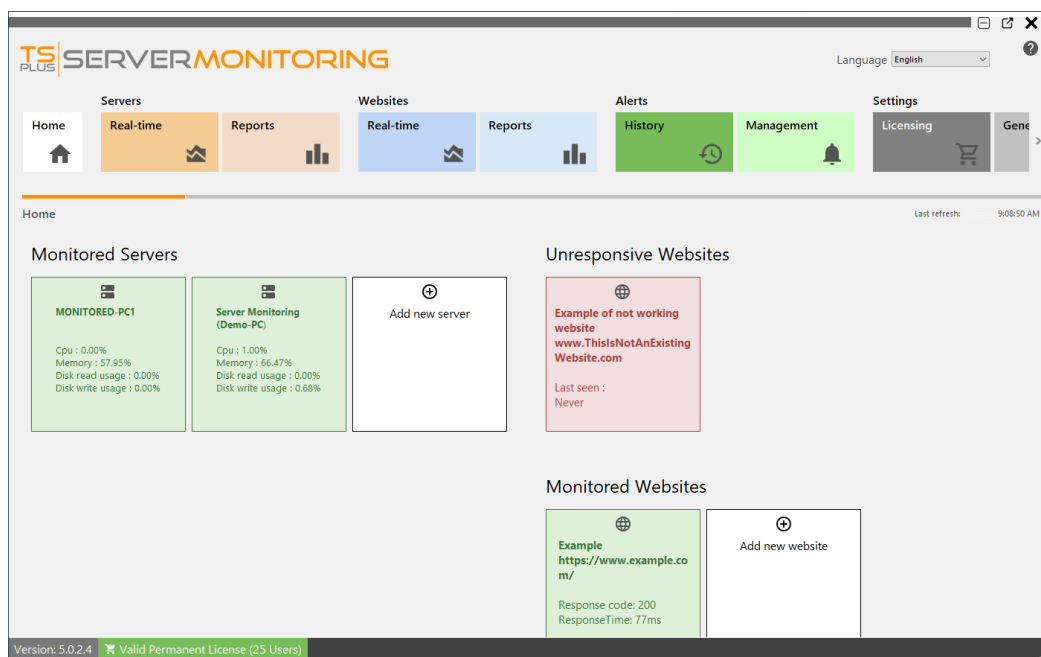 TS PLUS SERVERMONITORING
Language English
Servers
Websites
Alerts
Settings
Home
Real-time
Reports
Real-time
Reports
History
Management
Licensing
Gene
Home
Last refresh: 9:08:50 AM
Monitored Servers
MONITORED-PC1
Cpu : 0.00%
Memory : 57.95%
Disk read usage : 0.00%
Disk write usage : 0.00%
Server Monitoring
(Demo-PC)
Cpu : 1.00%
Memory : 66.47%
Disk read usage : 0.00%
Disk write usage : 0.68%
Add new server
Unresponsive Websites
Example of not working
website
www.ThisIsNotAnExisting
Website.com
Last seen :
Never
Monitored Websites
Example
https://www.example.co
m/
Response code: 200
ResponseTime: 77ms
Add new website
Version: 5.0.2.4
Valid Permanent License (25 Users)